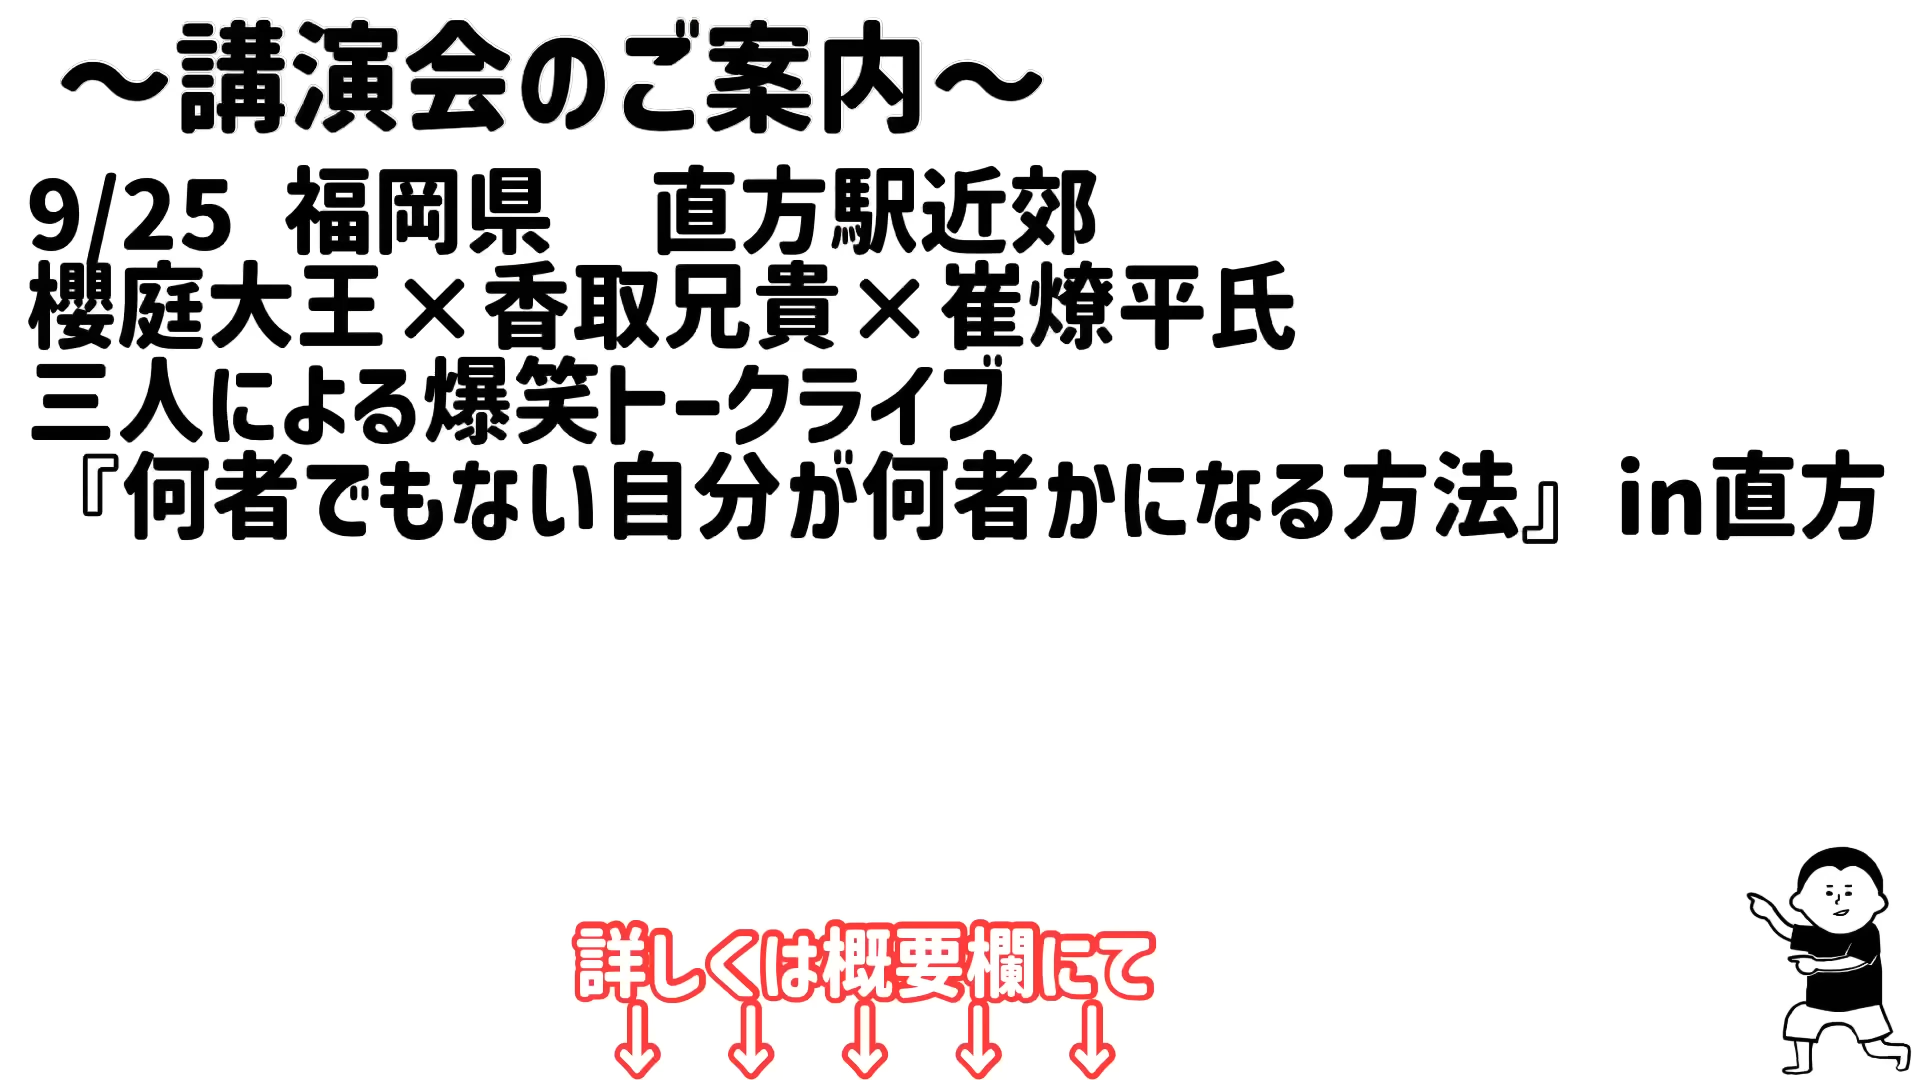 ～講演会のご案内～
9/25 福岡県　直方駅近郊
櫻庭大王×香取兄貴×崔燎平氏
三人による爆笑トークライブ
『何者でもない自分が何者かになる方法』 in直方
詳しくは概要欄にて
↓ ↓ ↓ ↓ ↓